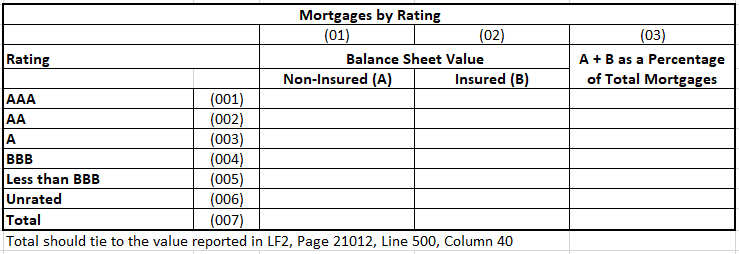 Mortgages by Rating
(01) (02) (03)
Rating Balance Sheet Value A + B as a Percentage
Non-Insured (A) Insured (B) of Total Mortgages
AAA (001)
AA (002)
A (003)
BBB (004)
Less than BBB (005)
Unrated (006)
Total (007)
Total should tie to the value reported in LF2, Page 21012, Line 500, Column 40